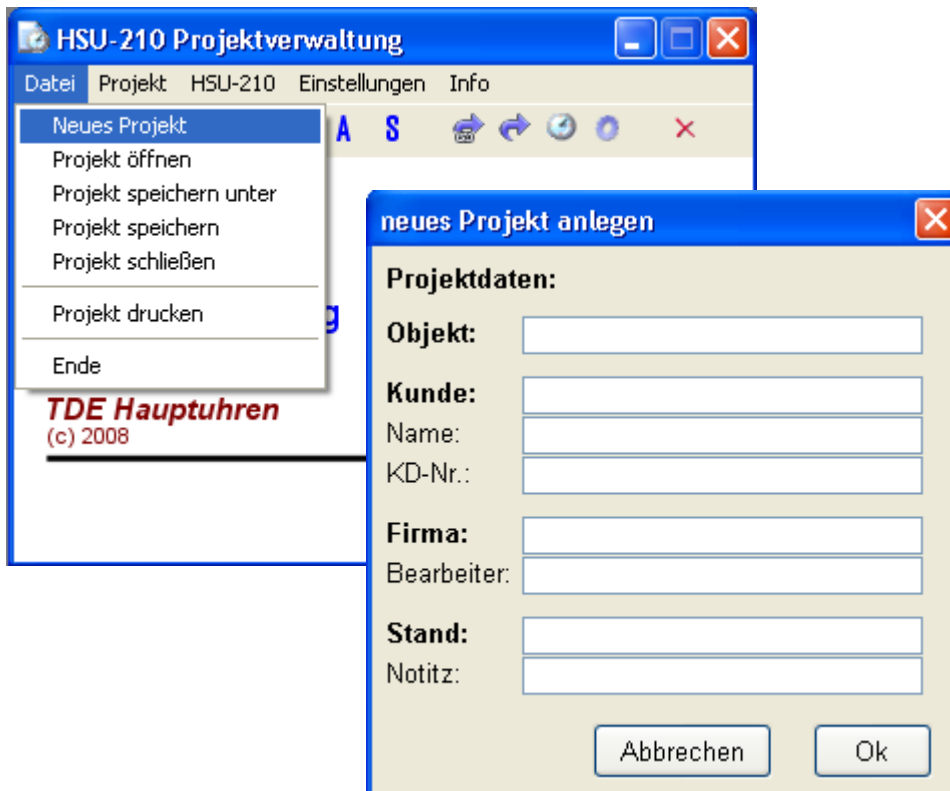 HSU-210 Projektverwaltung
Datei Projekt HSU-210 Einstellungen Info
A S
Neues Projekt
Projekt öffnen
Projekt speichern unter
Projekt speichern
Projekt schließen
Projekt drucken
Ende
g
TDE Hauptuhren
(c) 2008
neues Projekt anlegen
Projektdaten:
Objekt:
Kunde:
Name:
KD-Nr.:
Firma:
Bearbeiter:
Stand:
Notitz:
Abbrechen Ok